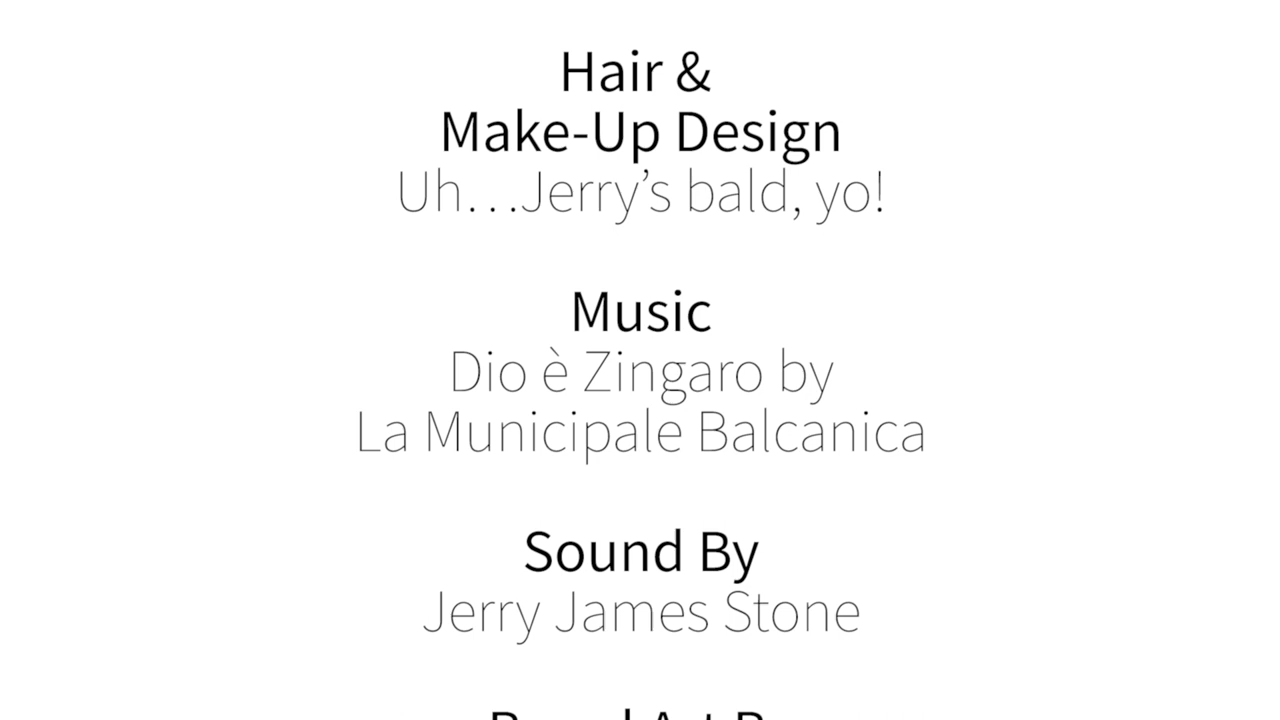 Hair &
Make-Up Design
Uh…Jerry’s bald, yo!
Music
Dio è Zingaro by
La Municipale Balcanica
Sound By
Jerry James Stone